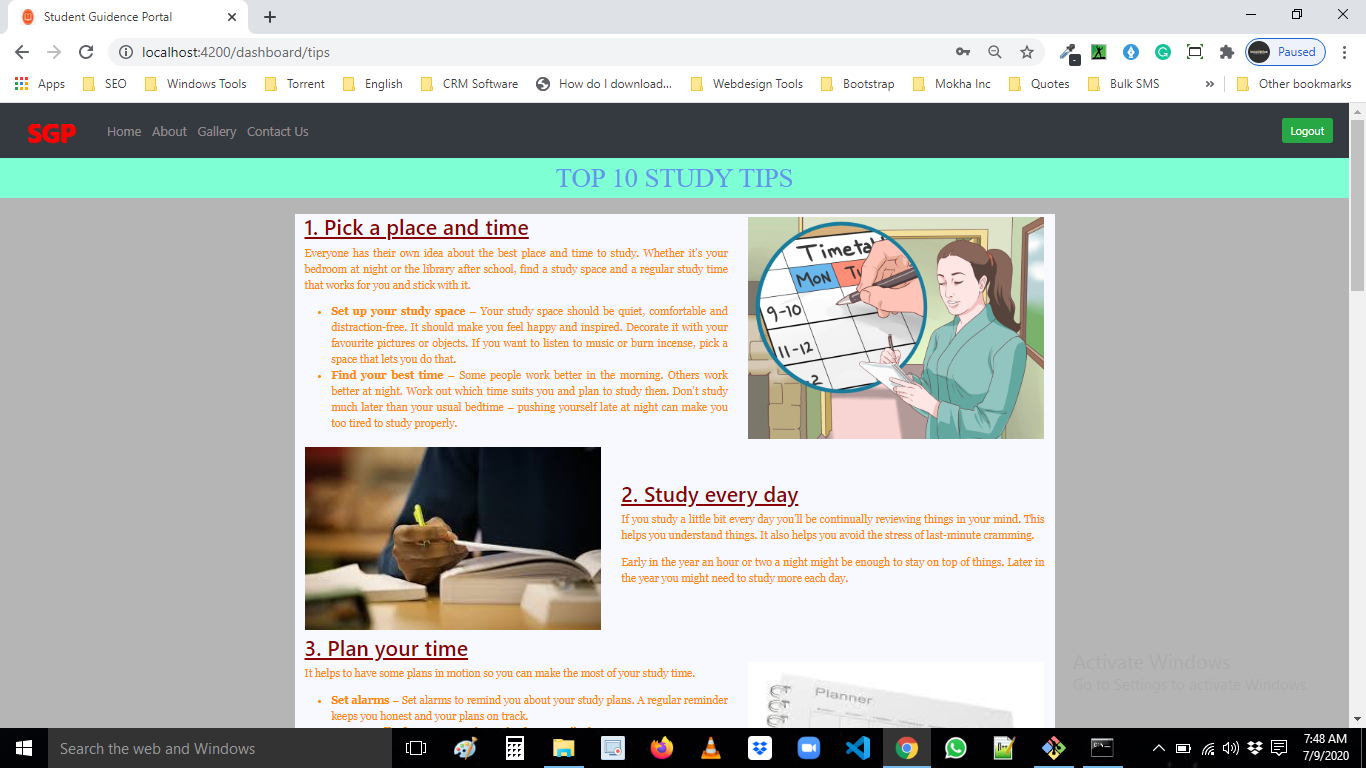 Student Guidence Portal
localhost:4200/dashboard/tips
Paused
Apps SEO Windows Tools Torrent English CRM Software How do I download... Webdesign Tools Bootstrap Mokha Inc Quotes Bulk SMS » Other bookmarks
SGP Home About Gallery Contact Us Logout
TOP 10 STUDY TIPS
1. Pick a place and time
Everyone has their own idea about the best place and time to study. Whether it's your
bedroom at night or the library after school, find a study space and a regular study time
that works for you and stick with it.
• Set up your study space – Your study space should be quiet, comfortable and
distraction-free. It should make you feel happy and inspired. Decorate it with your
favourite pictures or objects. If you want to listen to music or burn incense, pick a
space that lets you do that.
• Find your best time – Some people work better in the morning. Others work
better at night. Work out which time suits you and plan to study then. Don't study
much later than your usual bedtime – pushing yourself late at night can make you
too tired to study properly.
Timeta
MON TU
9-10
11-12
2
2. Study every day
If you study a little bit every day you'll be continually reviewing things in your mind. This
helps you understand things. It also helps you avoid the stress of last-minute cramming.
Early in the year an hour or two a night might be enough to stay on top of things. Later in
the year you might need to study more each day.
3. Plan your time
It helps to have some plans in motion so you can make the most of your study time.
• Set alarms – Set alarms to remind you about your study plans. A regular reminder
keeps you honest and your plans on track.
Planner
Activate Windows
Go to Settings to activate Windows.
Search the web and Windows
7:48 AM
7/9/2020